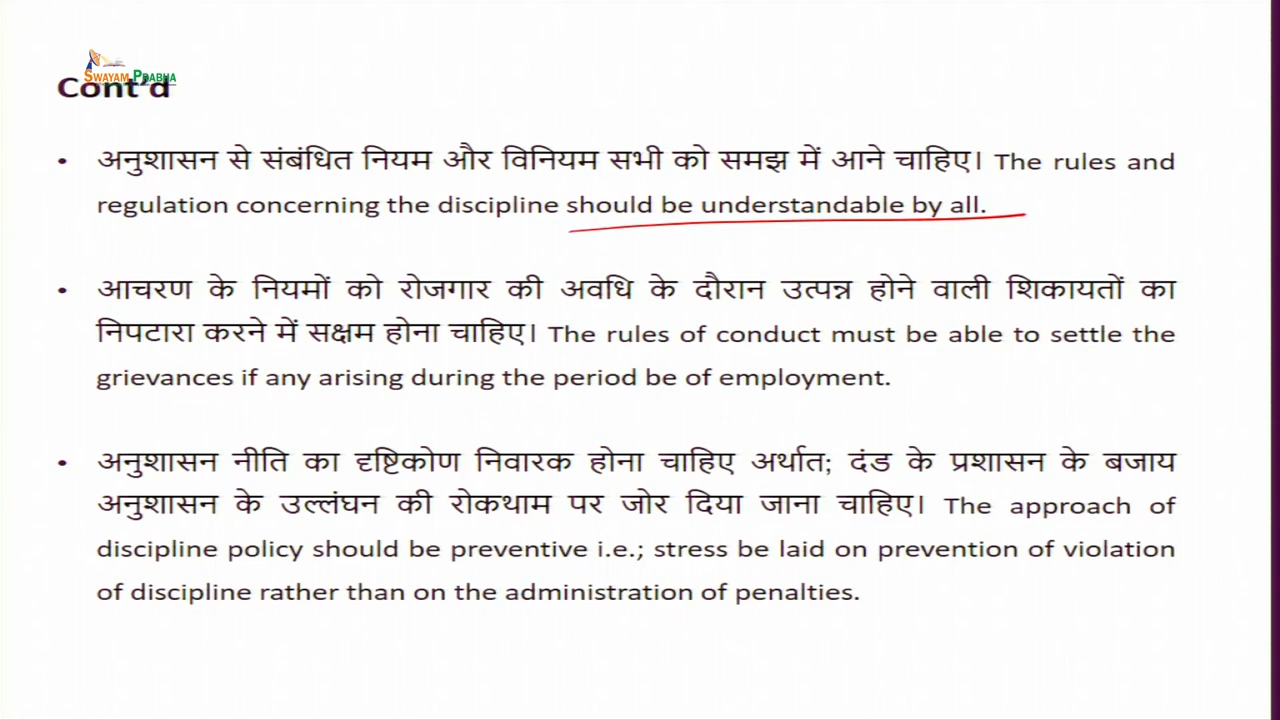 SWAYAM PRABHA
Cont'd
• अनुशासन से संबंधित नियम और विनियम सभी को समझ में आने चाहिए। The rules and
regulation concerning the discipline should be understandable by all.
• आचरण के नियमों को रोजगार की अवधि के दौरान उत्पन्न होने वाली शिकायतों का
निपटारा करने में सक्षम होना चाहिए। The rules of conduct must be able to settle the
grievances if any arising during the period be of employment.
• अनुशासन नीति का दृष्टिकोण निवारक होना चाहिए अर्थात; दंड के प्रशासन के बजाय
अनुशासन के उल्लंघन की रोकथाम पर जोर दिया जाना चाहिए। The approach of
discipline policy should be preventive i.e.; stress be laid on prevention of violation
of discipline rather than on the administration of penalties.